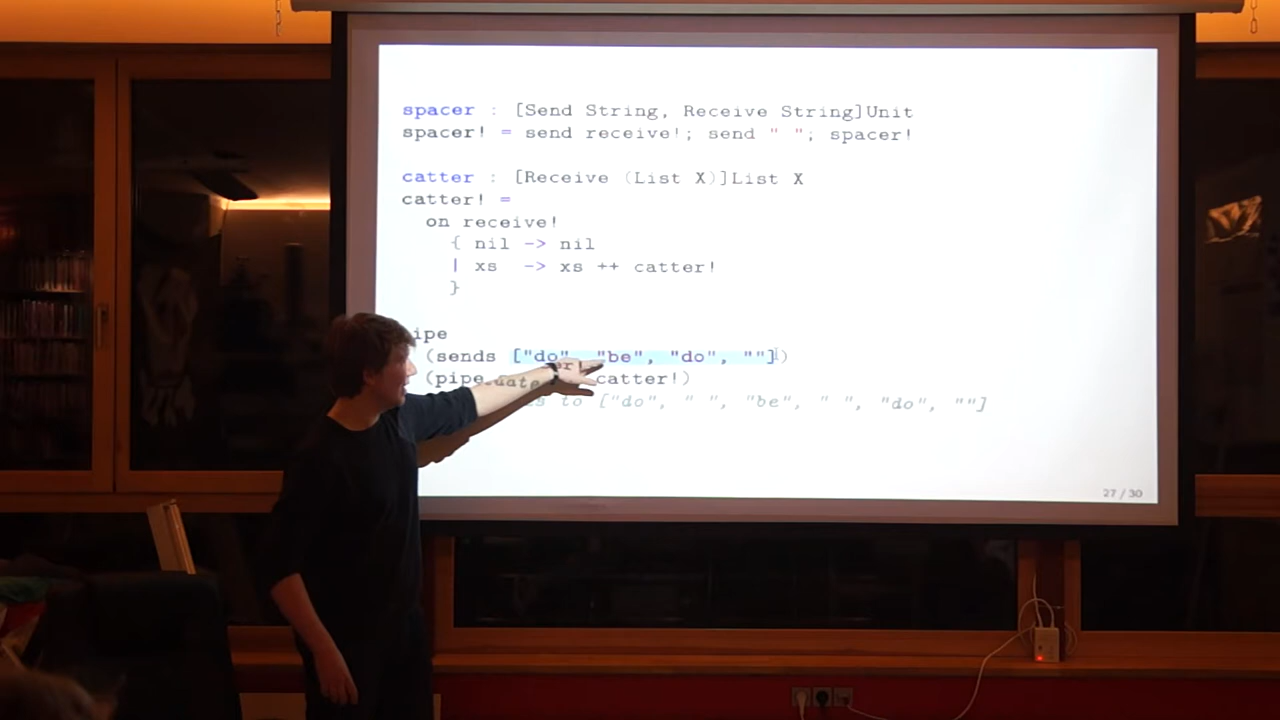 spacer : [Send String, Receive String]Unit
spacer! = send receive!; send " "; spacer!
catter : [Receive (List X)]List X
catter! =
on receive!
{ nil -> nil
| xs -> xs ++ catter!
}
ipe
(sends ["do", "be", "do", ""])
(pipe catter!)
to ["do", " ", "be", " ", "do", ""]
27 / 30